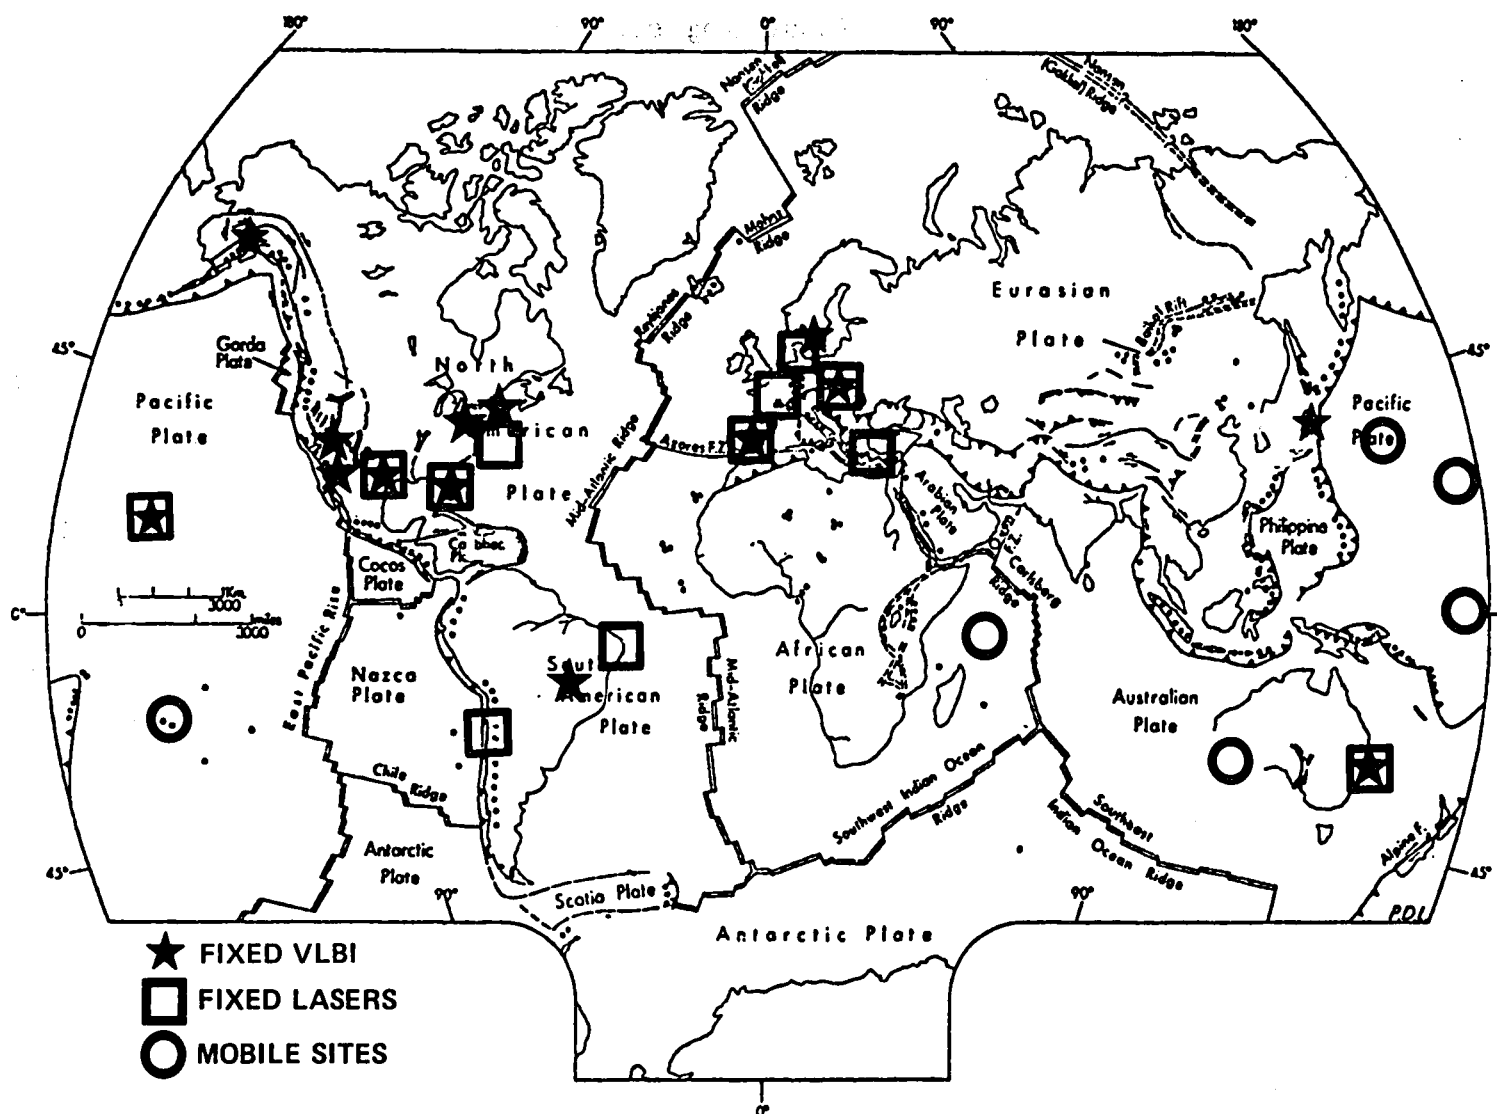 180°
90°
0°
90°
180°
Nansen
Ridge
Nansen
(Gakkel) Ridge
Mohns
Ridge
Reykjanes
Ridge
Eurasian
Plate
Baikal Rift
45°
45°
Gorda
Plate
North
American
Plate
Pacific
Plate
Pacific
Plate
Mid-Atlantic Ridge
Azores F.Z.
Arabian
Plate
Philippine
Plate
F.Z.
Carlsberg
Ridge
Cocos
Plate
Km.
3000
0
miles
3000
0°
East Pacific Rise
Nazca
Plate
South
American
Plate
Mid-Atlantic
Ridge
African
Plate
Australian
Plate
Chile
Ridge
Southwest Indian Ocean
Ridge
Southeast
Indian Ocean Ridge
Alpine F.
Antarctic
Plate
45°
45°
90°
90°
Scotia Plate
P.D.L.
Antarctic Plate
FIXED VLBI
FIXED LASERS
MOBILE SITES
0°